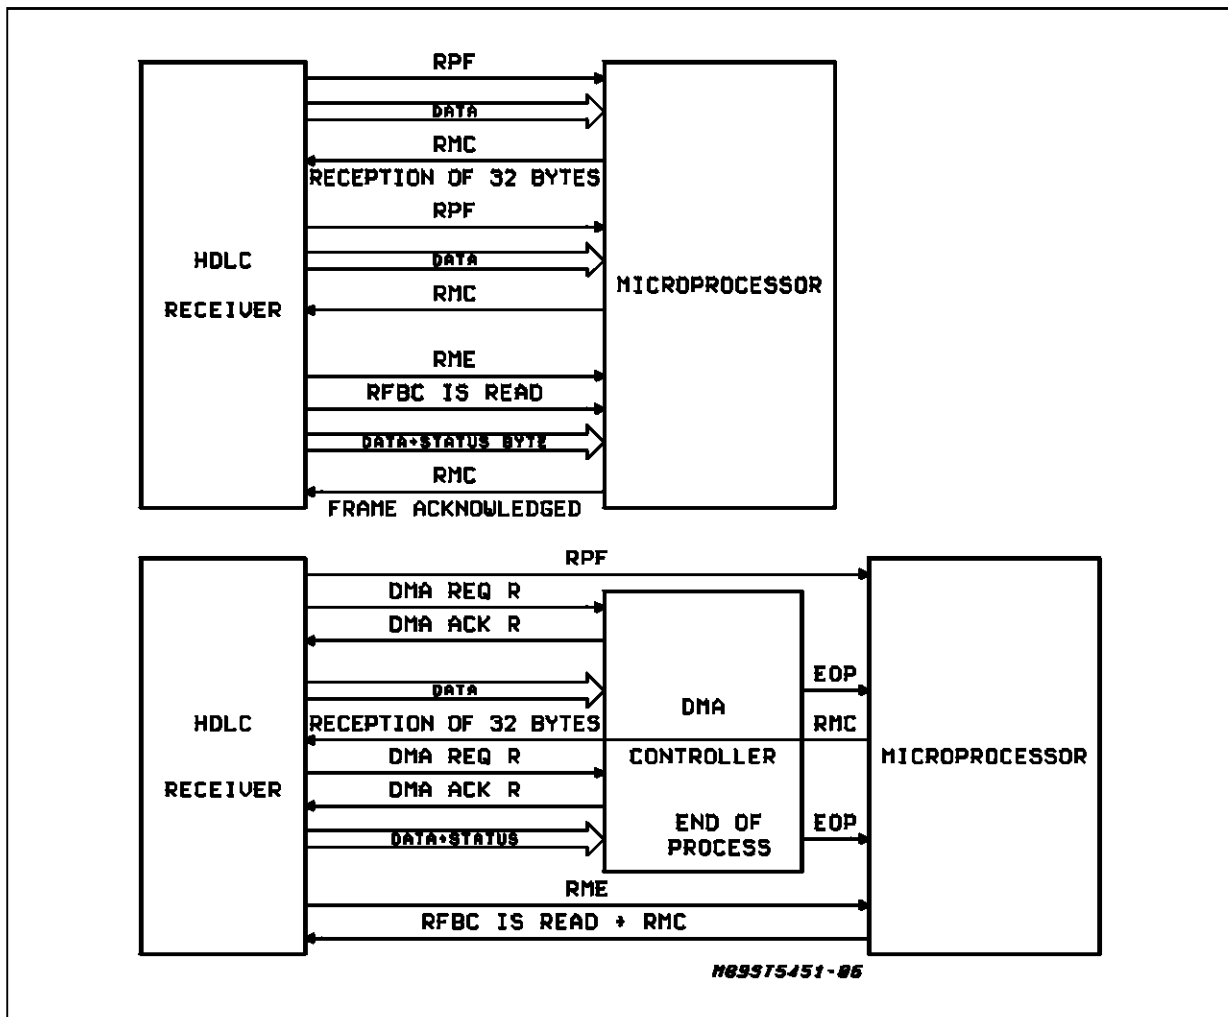 RPF
DATA
RMC
RECEPTION OF 32 BYTES
RPF
HDLC
RECEIVER
DATA
MICROPROCESSOR
RMC
RME
RFBC IS READ
DATA+STATUS BYTE
RMC
FRAME ACKNOWLEDGED
RPF
DMA REQ R
DMA ACK R
DATA
EOP
HDLC
RECEIVER
RECEPTION OF 32 BYTES
DMA
CONTROLLER
RMC
MICROPROCESSOR
DMA REQ R
DMA ACK R
DATA+STATUS
END OF
PROCESS
EOP
RME
RFBC IS READ + RMC
M89ST5451-06